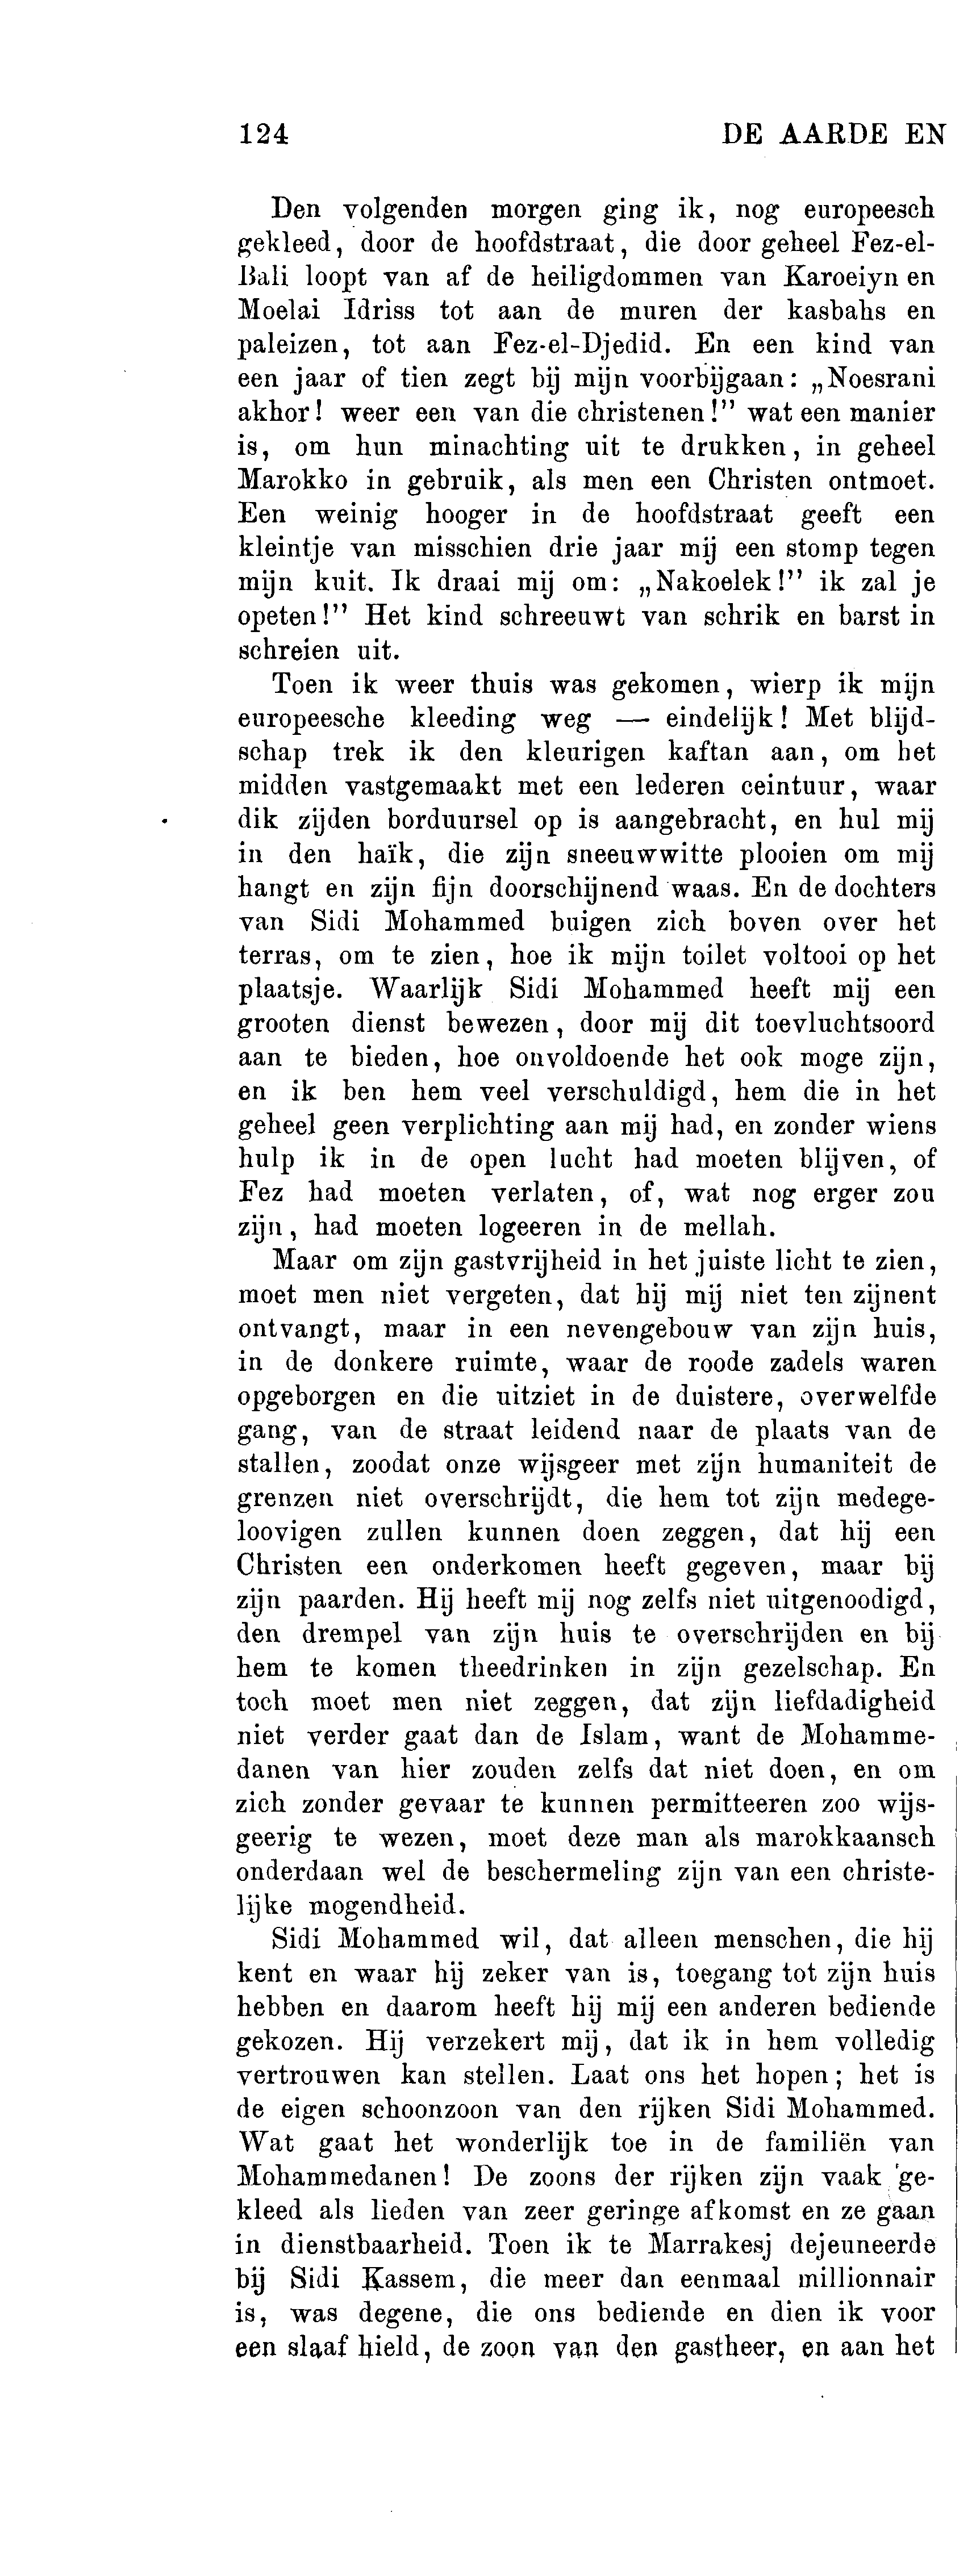 124 DE AARDE EN
Den volgenden morgen ging ik, nog europeesch
gekleed, door de hoofdstraat, die door geheel Fez-el-
Bali loopt van af de heiligdommen van Karoeiyn en
Moelai Idriss tot aan de muren der kasbahs en
paleizen, tot aan Fez-el-Djedid. En een kind van
een jaar of tien zegt bij mijn voorbijgaan: „Noesrani
akhor! weer een van die christenen!” wat een manier
is, om hun minachting uit te drukken, in geheel
Marokko in gebruik, als men een Christen ontmoet.
Een weinig hooger in de hoofdstraat geeft een
kleintje van misschien drie jaar mij een stomp tegen
mijn kuit. Ik draai mij om: „Nakoelek!” ik zal je
opeten!” Het kind schreeuwt van schrik en barst in
schreien uit.
Toen ik weer thuis was gekomen, wierp ik mijn
europeesche kleeding weg — eindelijk! Met blijd-
schap trek ik den kleurigen kaftan aan, om het
midden vastgemaakt met een lederen ceintuur, waar
dik zijden borduursel op is aangebracht, en hul mij
in den haïk, die zijn sneeuwwitte plooien om mij
hangt en zijn fijn doorschijnend waas. En de dochters
van Sidi Mohammed buigen zich boven over het
terras, om te zien, hoe ik mijn toilet voltooi op het
plaatsje. Waarlijk Sidi Mohammed heeft mij een
grooten dienst bewezen, door mij dit toevluchtsoord
aan te bieden, hoe onvoldoende het ook moge zijn,
en ik ben hem veel verschuldigd, hem die in het
geheel geen verplichting aan mij had, en zonder wiens
hulp ik in de open lucht had moeten blijven, of
Fez had moeten verlaten, of, wat nog erger zou
zijn, had moeten logeeren in de mellah.
Maar om zijn gastvrijheid in het juiste licht te zien,
moet men niet vergeten, dat hij mij niet ten zijnent
ontvangt, maar in een nevengebouw van zijn huis,
in de donkere ruimte, waar de roode zadels waren
opgeborgen en die uitziet in de duistere, overwelfde
gang, van de straat leidend naar de plaats van de
stallen, zoodat onze wijsgeer met zijn humaniteit de
grenzen niet overschrijdt, die hem tot zijn medege-
loovigen zullen kunnen doen zeggen, dat hij een
Christen een onderkomen heeft gegeven, maar bij
zijn paarden. Hij heeft mij nog zelfs niet uitgenoodigd,
den drempel van zijn huis te overschrijden en bij
hem te komen theedrinken in zijn gezelschap. En
toch moet men niet zeggen, dat zijn liefdadigheid
niet verder gaat dan de Islam, want de Mohamme-
danen van hier zouden zelfs dat niet doen, en om
zich zonder gevaar te kunnen permitteeren zoo wijs-
geerig te wezen, moet deze man als marokkaansch
onderdaan wel de beschermeling zijn van een christe-
lijke mogendheid.
Sidi Mohammed wil, dat alleen menschen, die hij
kent en waar hij zeker van is, toegang tot zijn huis
hebben en daarom heeft hij mij een anderen bediende
gekozen. Hij verzekert mij, dat ik in hem volledig
vertrouwen kan stellen. Laat ons het hopen; het is
de eigen schoonzoon van den rijken Sidi Mohammed.
Wat gaat het wonderlijk toe in de familiën van
Mohammedanen! De zoons der rijken zijn vaak ge-
kleed als lieden van zeer geringe afkomst en ze gaan
in dienstbaarheid. Toen ik te Marrakesj dejeuneerde
bij Sidi Kassem, die meer dan eenmaal millionnair
is, was degene, die ons bediende en dien ik voor
een slaaf hield, de zoon van den gastheer, en aan het